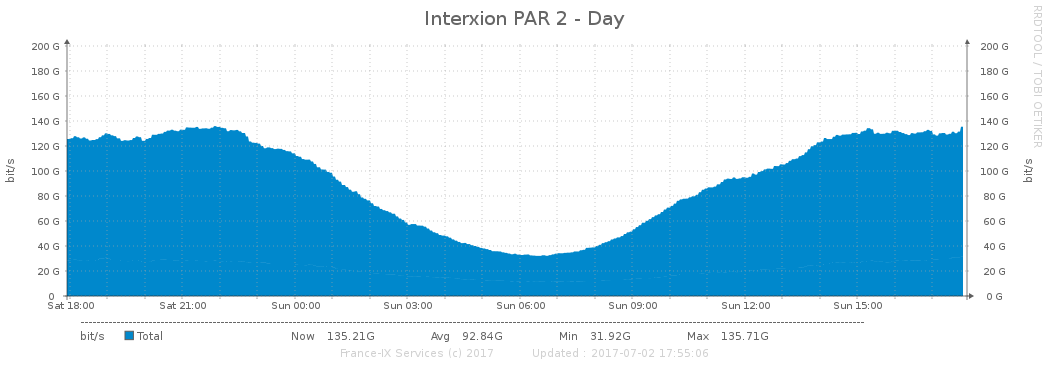 Interxion PAR 2 - Day
RRDTOOL / TOBI OETIKER
200 G 200 G
180 G 180 G
160 G 160 G
140 G 140 G
120 G 120 G
100 G 100 G
80 G 80 G
60 G 60 G
40 G 40 G
20 G 20 G
0 0 G
bit/s
bit/s
Sat 18:00 Sat 21:00 Sun 00:00 Sun 03:00 Sun 06:00 Sun 09:00 Sun 12:00 Sun 15:00
bit/s Total Now 135.21G Avg 92.84G Min 31.92G Max 135.71G
France-IX Services (c) 2017 Updated : 2017-07-02 17:55:06